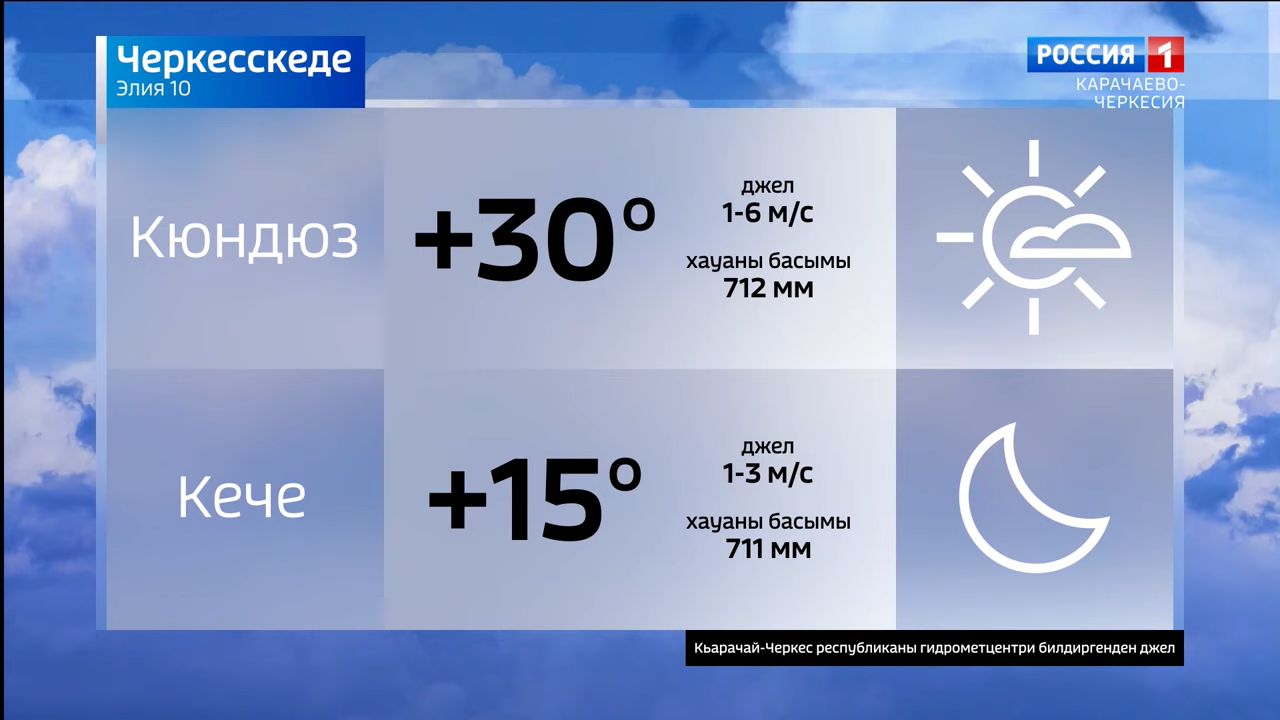 Черкесскеде
Элия 10
РОССИЯ 1
КАРАЧАЕВО-
ЧЕРКЕСИЯ
Кюндюз
+30°
джел
1-6 м/с
хауаны басымы
712 мм
Кече
+15°
джел
1-3 м/с
хауаны басымы
711 мм
Кьарачай-Черкес республиканы гидрометцентри билдиргенден джел